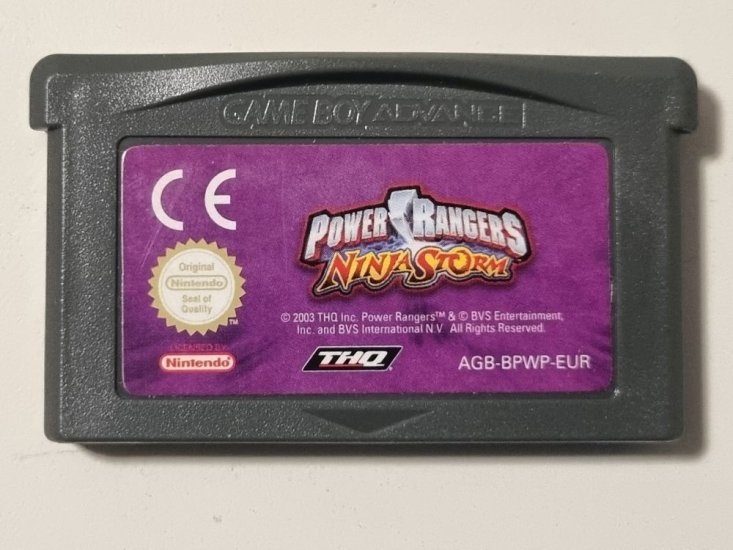 GAME BOY ADVANCE
CE
POWER RANGERS
NINJA STORM
Original
Nintendo
Seal of
Quality
TM
© 2003 THQ Inc. Power Rangers™ & © BVS Entertainment,
Inc. and BVS International N.V. All Rights Reserved.
LICENSED BY
Nintendo
THQ
AGB-BPWP-EUR